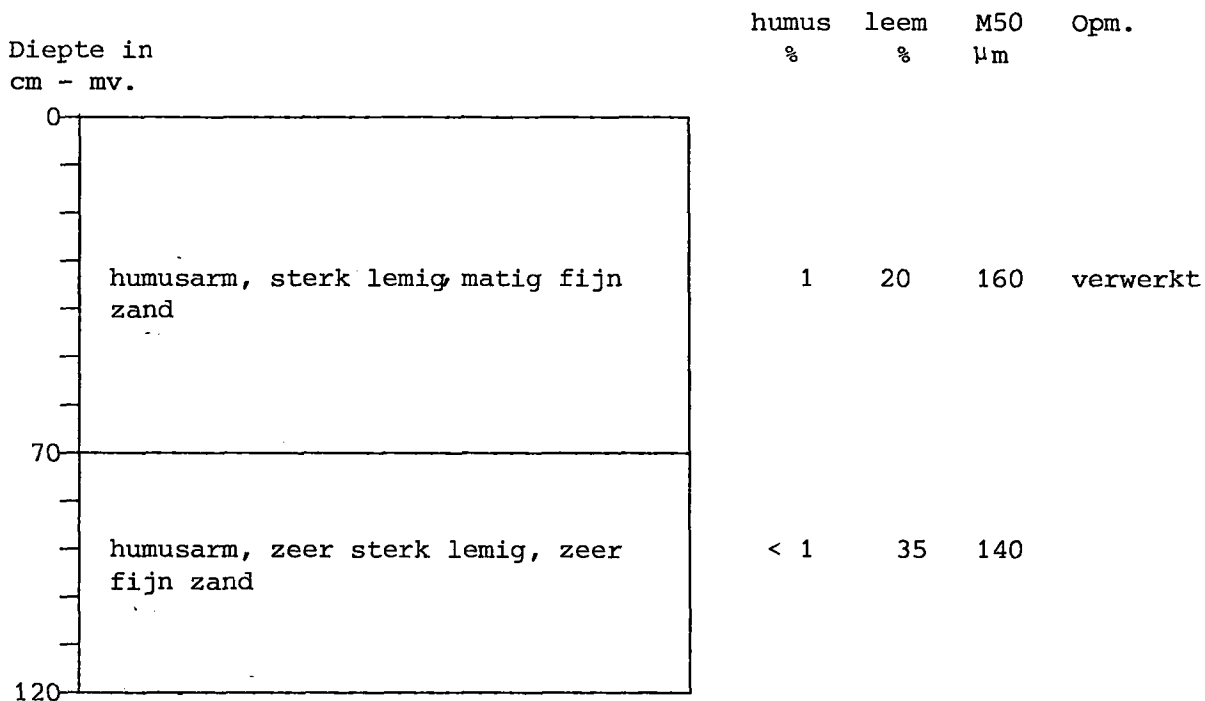 humus leem M50 Opm.
Diepte in % % µm
cm - mv.
0
humusarm, sterk lemig, matig fijn 1 20 160 verwerkt
zand
70
humusarm, zeer sterk lemig, zeer < 1 35 140
fijn zand
120